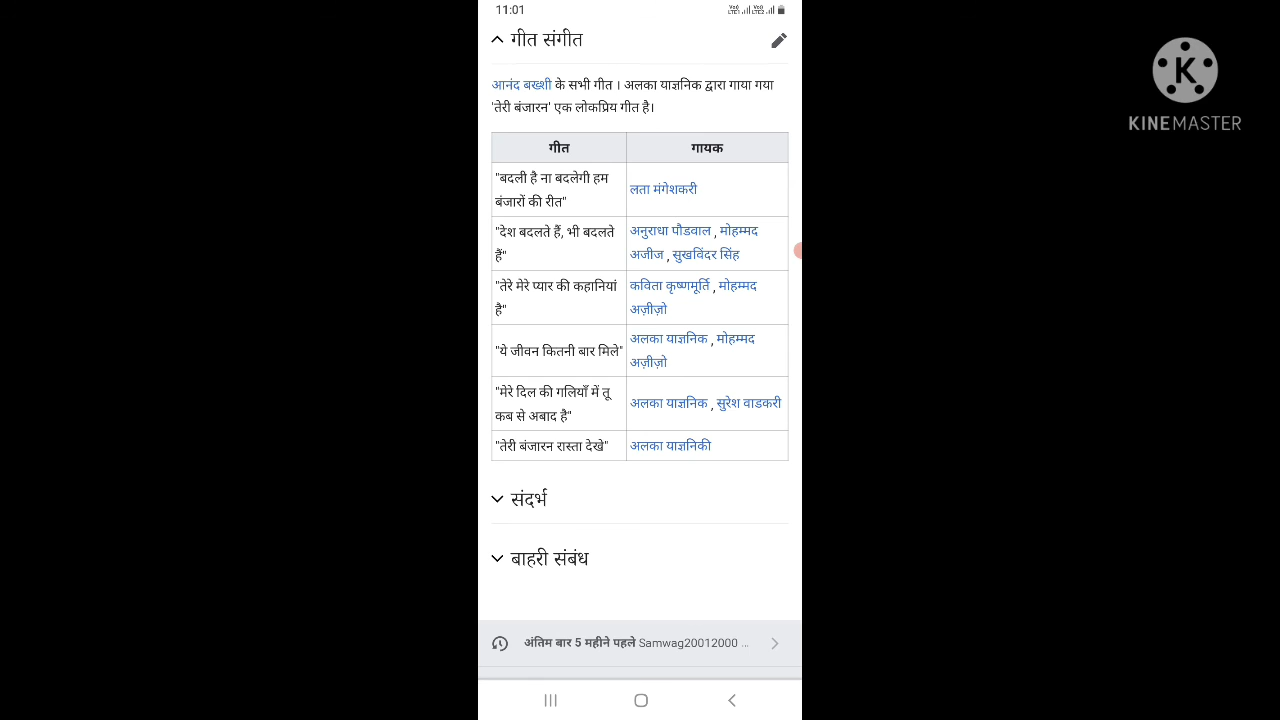 11:01
गीत संगीत
आनंद बख्शी के सभी गीत । अलका याज्ञनिक द्वारा गाया गया
'तेरी बंजारन' एक लोकप्रिय गीत है।
गीत
गायक
"बदली है ना बदलेगी हम
बंजारों की रीत"
लता मंगेशकरी
"देश बदलते हैं, भी बदलते
हैं"
अनुराधा पौडवाल , मोहम्मद
अजीज , सुखविंदर सिंह
"तेरे मेरे प्यार की कहानियां
है"
कविता कृष्णमूर्ति , मोहम्मद
अज़ीज़ो
"ये जीवन कितनी बार मिले"
अलका याज्ञनिक , मोहम्मद
अज़ीज़ो
"मेरे दिल की गलियाँ में तू
कब से अबाद है"
अलका याज्ञनिक , सुरेश वाडकरी
"तेरी बंजारन रास्ता देखे"
अलका याज्ञनिकी
संदर्भ
बाहरी संबंध
अंतिम बार 5 महीने पहले Samwag20012000 ...
K
KINEMASTER